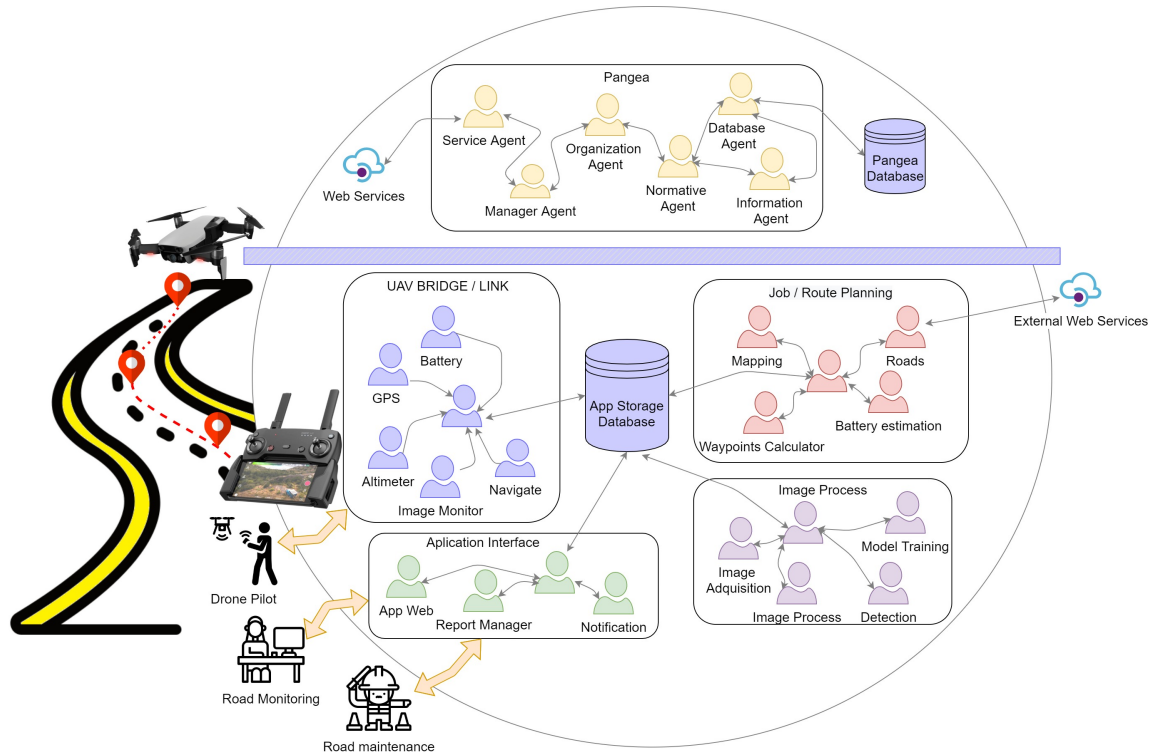 Pangea
Service Agent
Organization
Agent
Database
Agent
Manager Agent
Normative
Agent
Information
Agent
Pangea
Database
Web Services
UAV BRIDGE / LINK
Battery
GPS
Altimeter
Image Monitor
Navigate
App Storage
Database
Job / Route Planning
Mapping
Roads
Waypoints Calculator
Battery estimation
External Web Services
Image Process
Image
Adquisition
Model Training
Image Process
Detection
Aplication Interface
App Web
Report Manager
Notification
Drone Pilot
Road Monitoring
Road maintenance